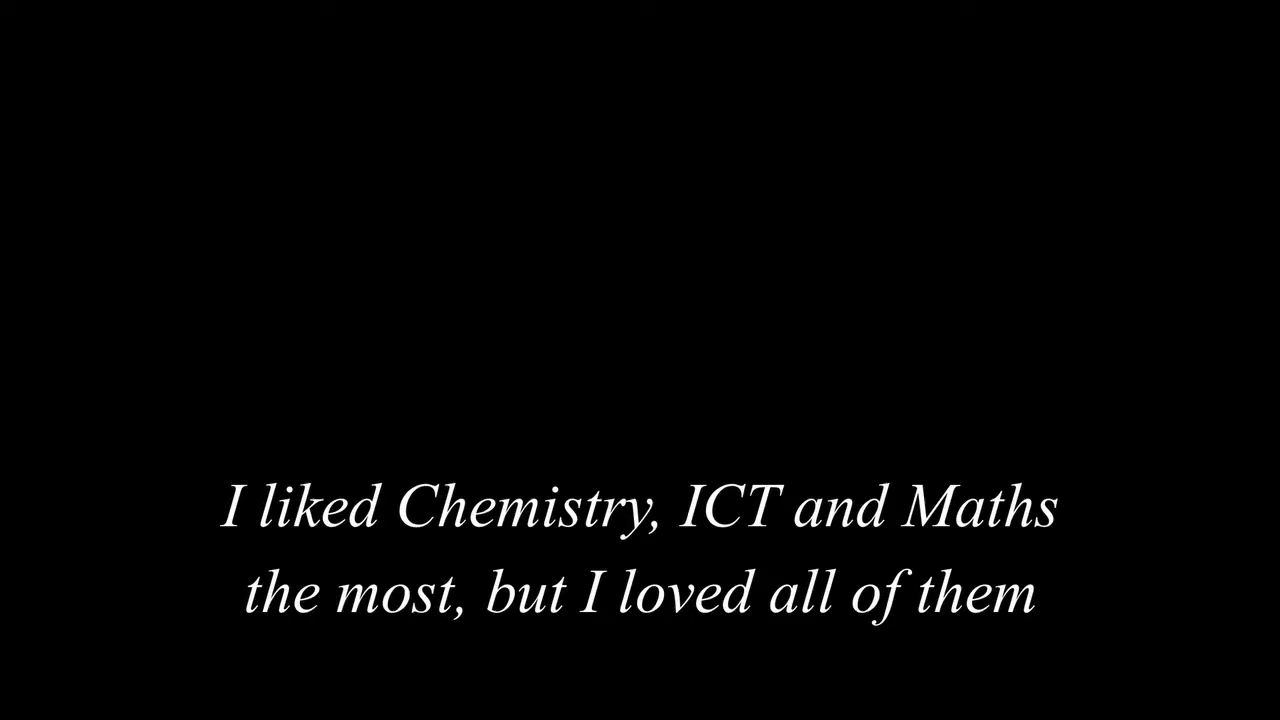 I liked Chemistry, ICT and Maths
the most, but I loved all of them